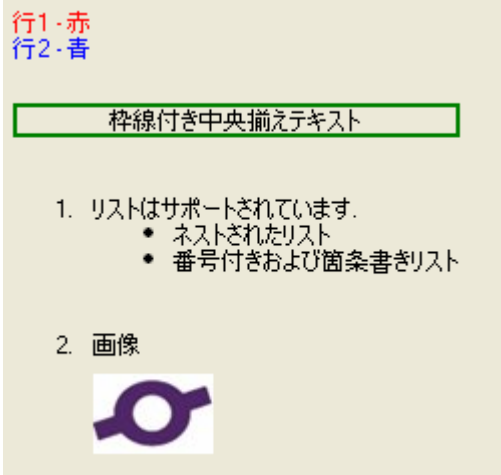 行1 - 赤
行2 - 青
枠線付き中央揃えテキスト
1. リストはサポートされています.
• ネストされたリスト
• 番号付きおよび箇条書きリスト
2. 画像